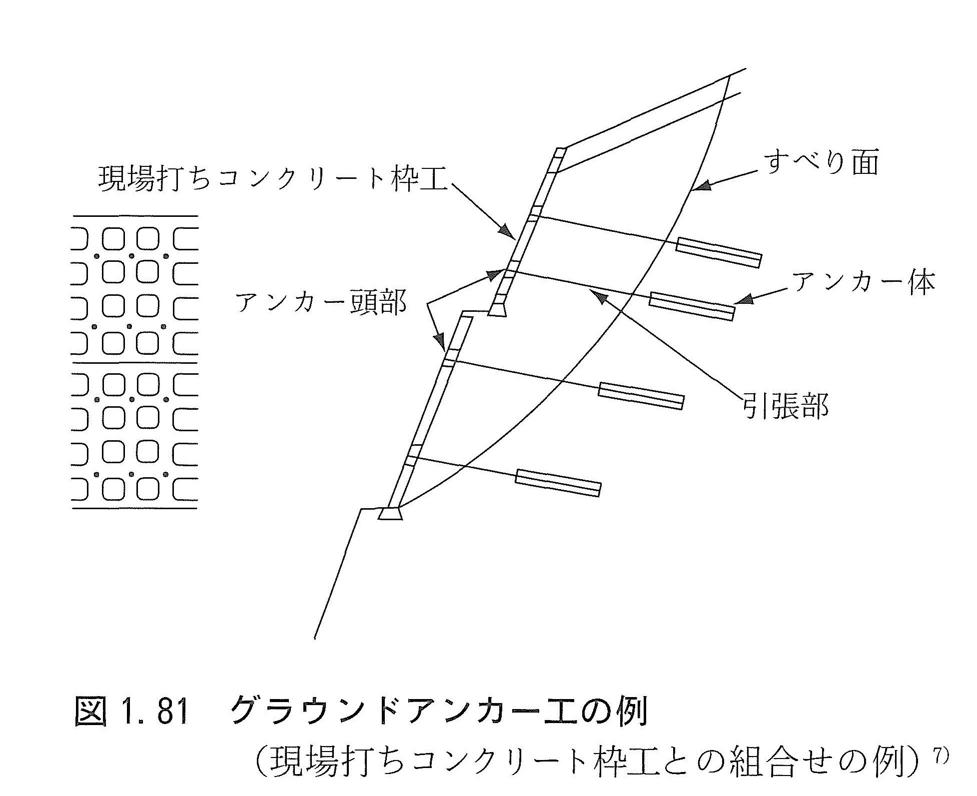 すべり面
現場打ちコンクリート枠工
アンカー体
アンカー頭部
引張部
図 1.81 グラウンドアンカー工の例
(現場打ちコンクリート枠工との組合せの例) 7)